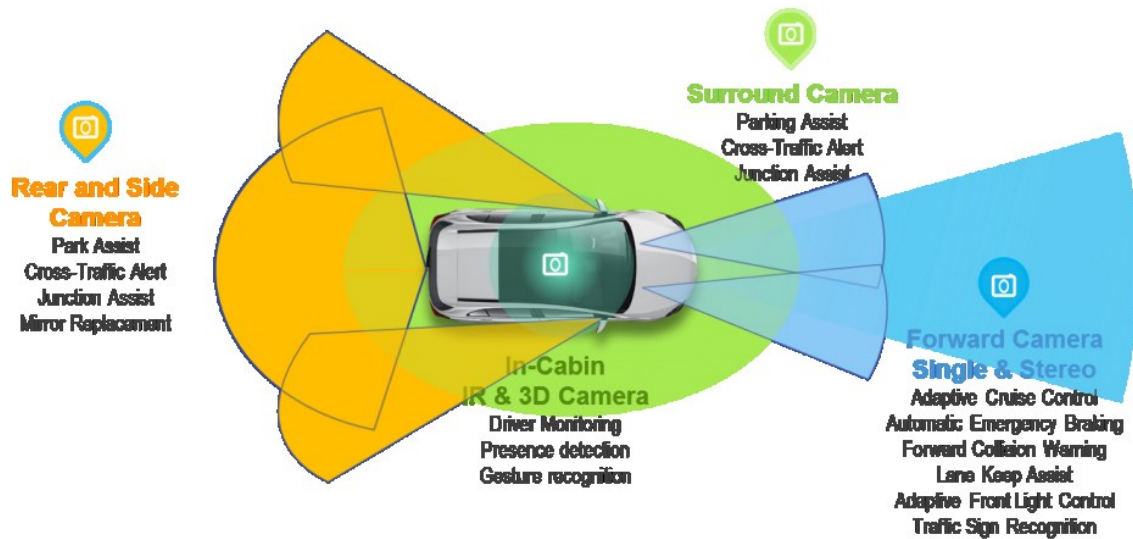 Surround Camera
Parking Assist
Cross-Traffic Alert
Junction Assist
Rear and Side
Camera
Park Assist
Cross-Traffic Alert
Junction Assist
Mirror Replacement
In-Cabin
IR & 3D Camera
Driver Monitoring
Presence detection
Gesture recognition
Forward Camera
Single & Stereo
Adaptive Cruise Control
Automatic Emergency Braking
Forward Collision Warning
Lane Keep Assist
Adaptive Front Light Control
Traffic Sign Recognition